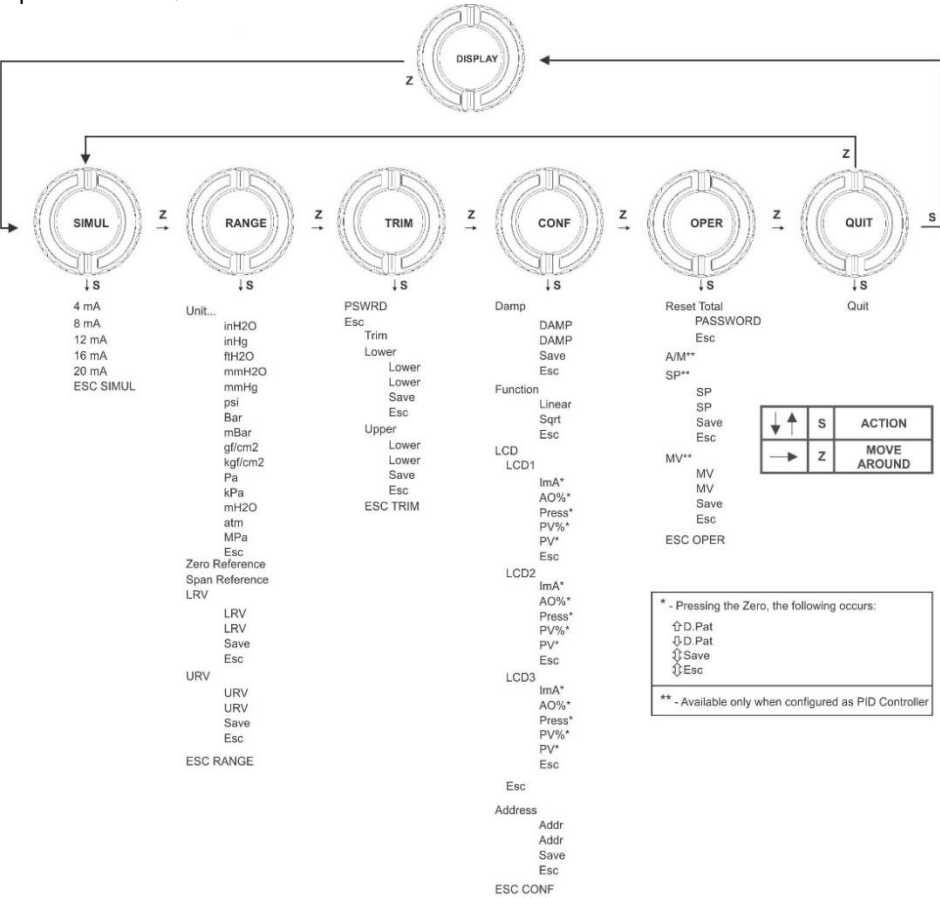 DISPLAY
Z
Z
SIMUL
Z
RANGE
Z
TRIM
Z
CONF
Z
OPER
Z
QUIT
S
S
4 mA
8 mA
12 mA
16 mA
20 mA
ESC SIMUL
S
Unit...
inH2O
inHg
ftH2O
mmH2O
mmHg
psi
Bar
mBar
gf/cm2
kgf/cm2
Pa
kPa
mH2O
atm
MPa
Esc
Zero Reference
Span Reference
LRV
LRV
LRV
Save
Esc
URV
URV
URV
Save
Esc
ESC RANGE
S
PSWRD
Esc
Trim
Lower
Lower
Lower
Save
Esc
Upper
Lower
Lower
Save
Esc
ESC TRIM
S
Damp
DAMP
DAMP
Save
Esc
Function
Linear
Sqrt
Esc
LCD
LCD1
ImA*
AO%*
Press*
PV%*
PV*
Esc
LCD2
ImA*
AO%*
Press*
PV%*
PV*
Esc
LCD3
ImA*
AO%*
Press*
PV%*
PV*
Esc
Esc
Address
Addr
Addr
Save
Esc
ESC CONF
S
Reset Total
PASSWORD
Esc
A/M**
SP**
SP
SP
Save
Esc
MV**
MV
MV
Save
Esc
ESC OPER
S
Quit
S ACTION
Z MOVE
AROUND
* - Pressing the Zero, the following occurs:
⇧D.Pat
⇩D.Pat
⇳Save
⇳Esc
** - Available only when configured as PID Controller